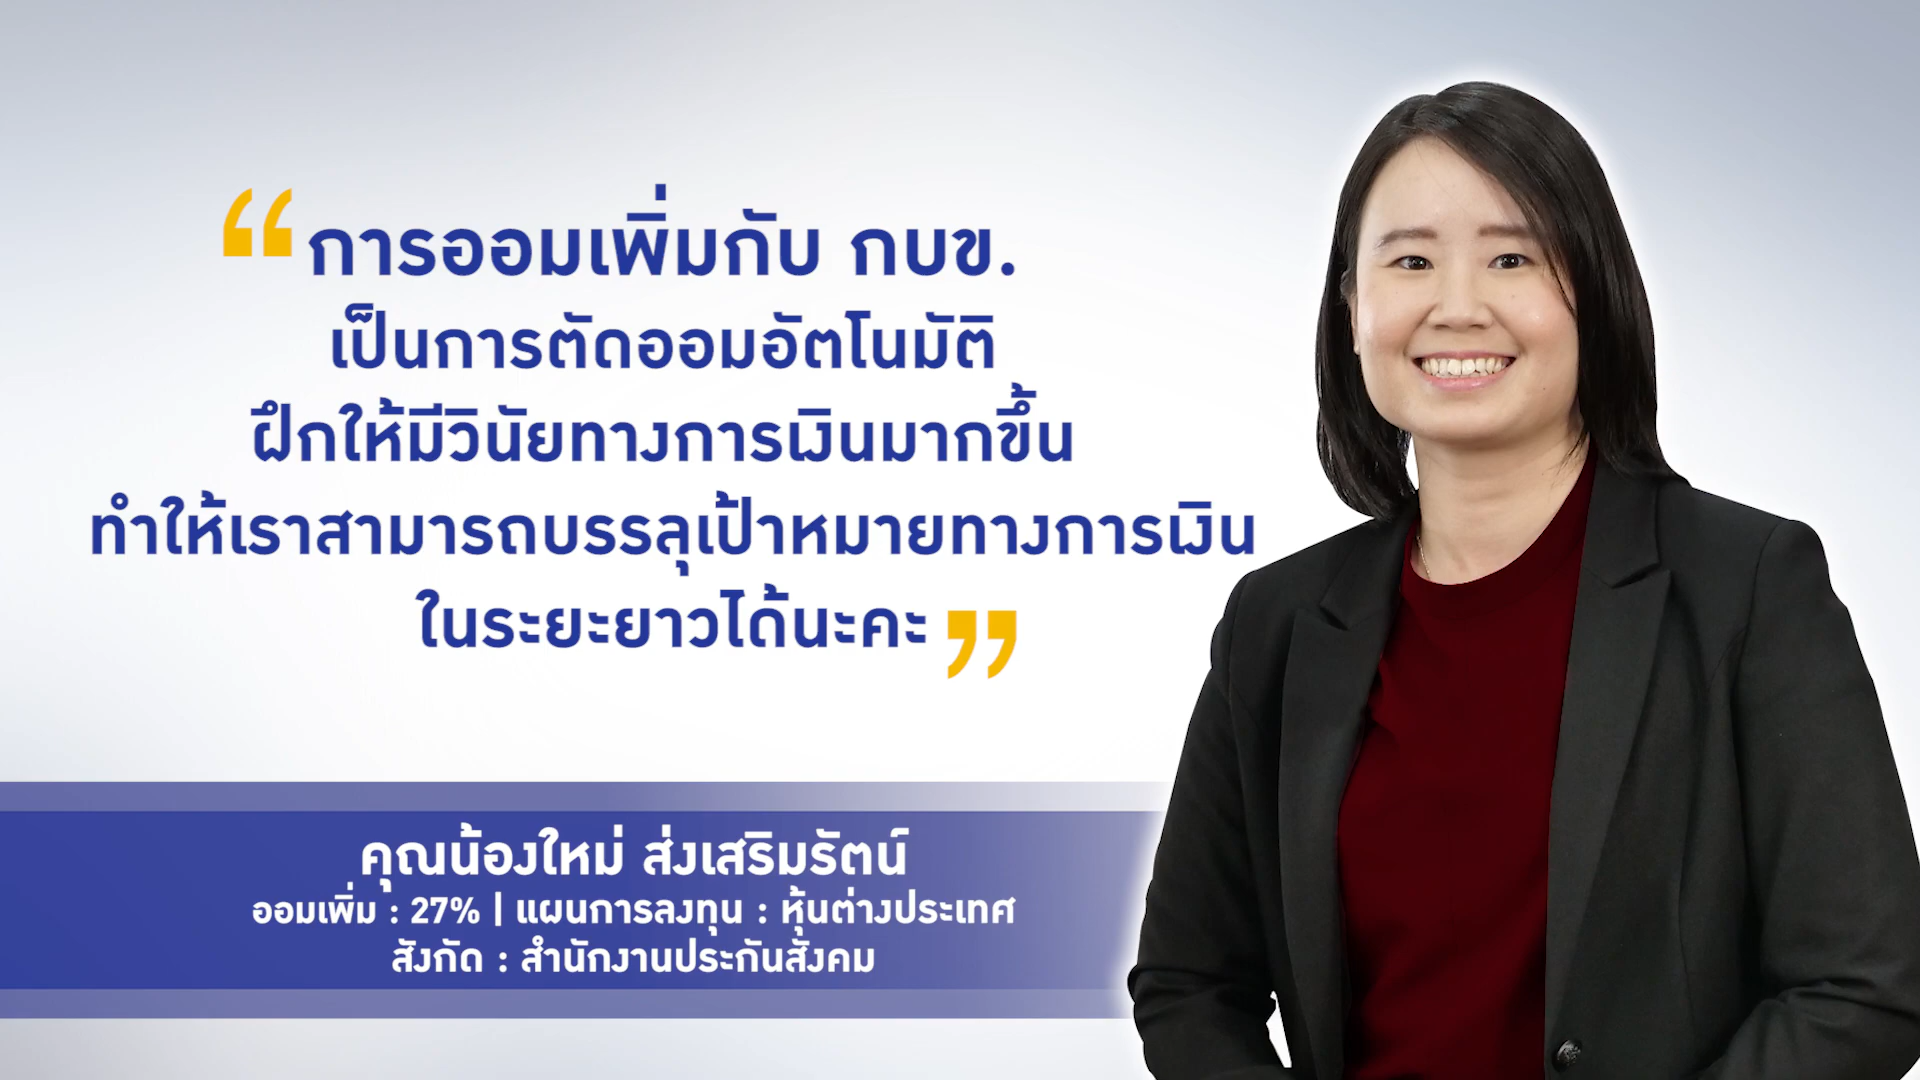 “การออมเพิ่มกับ กบข.
เป็นการตัดออมอัตโนมัติ
ฝึกให้มีวินัยทางการเงินมากขึ้น
ทำให้เราสามารถบรรลุเป้าหมายทางการเงิน
ในระยะยาวได้นะคะ”
คุณน้องใหม่ ส่งเสริมรัตน์
ออมเพิ่ม : 27% | แผนการลงทุน : หุ้นต่างประเทศ
สังกัด : สำนักงานประกันสังคม